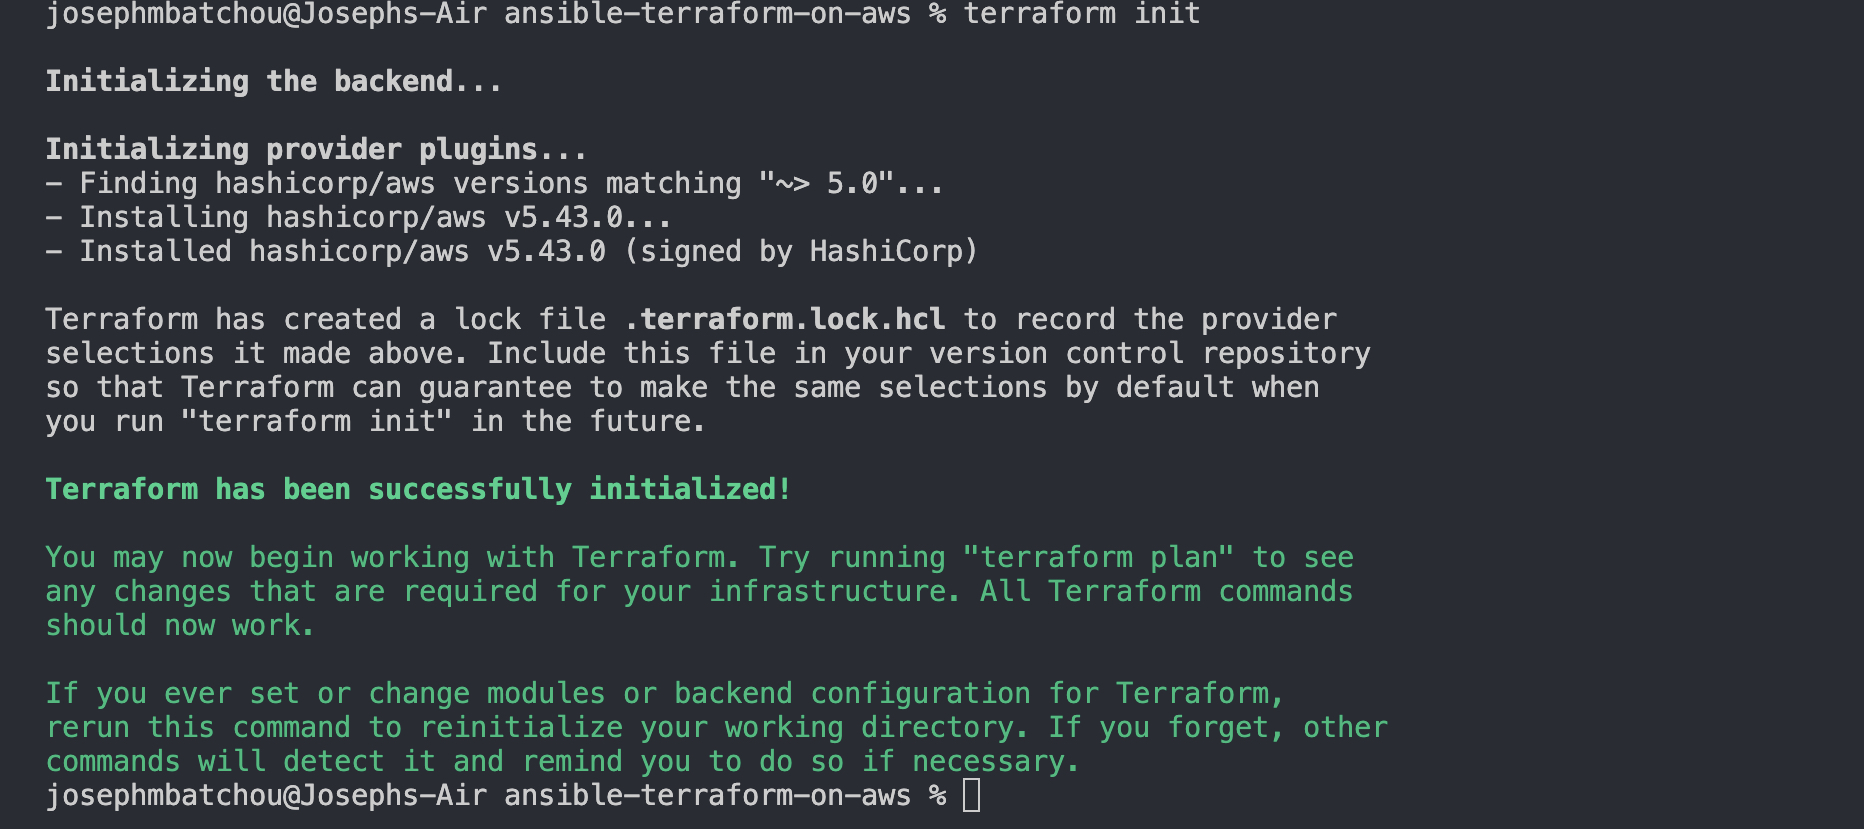 josephmbatchou@Josephs-Air ansible-terraform-on-aws % terraform init
Initializing the backend...
Initializing provider plugins...
- Finding hashicorp/aws versions matching "~> 5.0"...
- Installing hashicorp/aws v5.43.0...
- Installed hashicorp/aws v5.43.0 (signed by HashiCorp)
Terraform has created a lock file .terraform.lock.hcl to record the provider
selections it made above. Include this file in your version control repository
so that Terraform can guarantee to make the same selections by default when
you run "terraform init" in the future.
Terraform has been successfully initialized!
You may now begin working with Terraform. Try running "terraform plan" to see
any changes that are required for your infrastructure. All Terraform commands
should now work.
If you ever set or change modules or backend configuration for Terraform,
rerun this command to reinitialize your working directory. If you forget, other
commands will detect it and remind you to do so if necessary.
josephmbatchou@Josephs-Air ansible-terraform-on-aws %